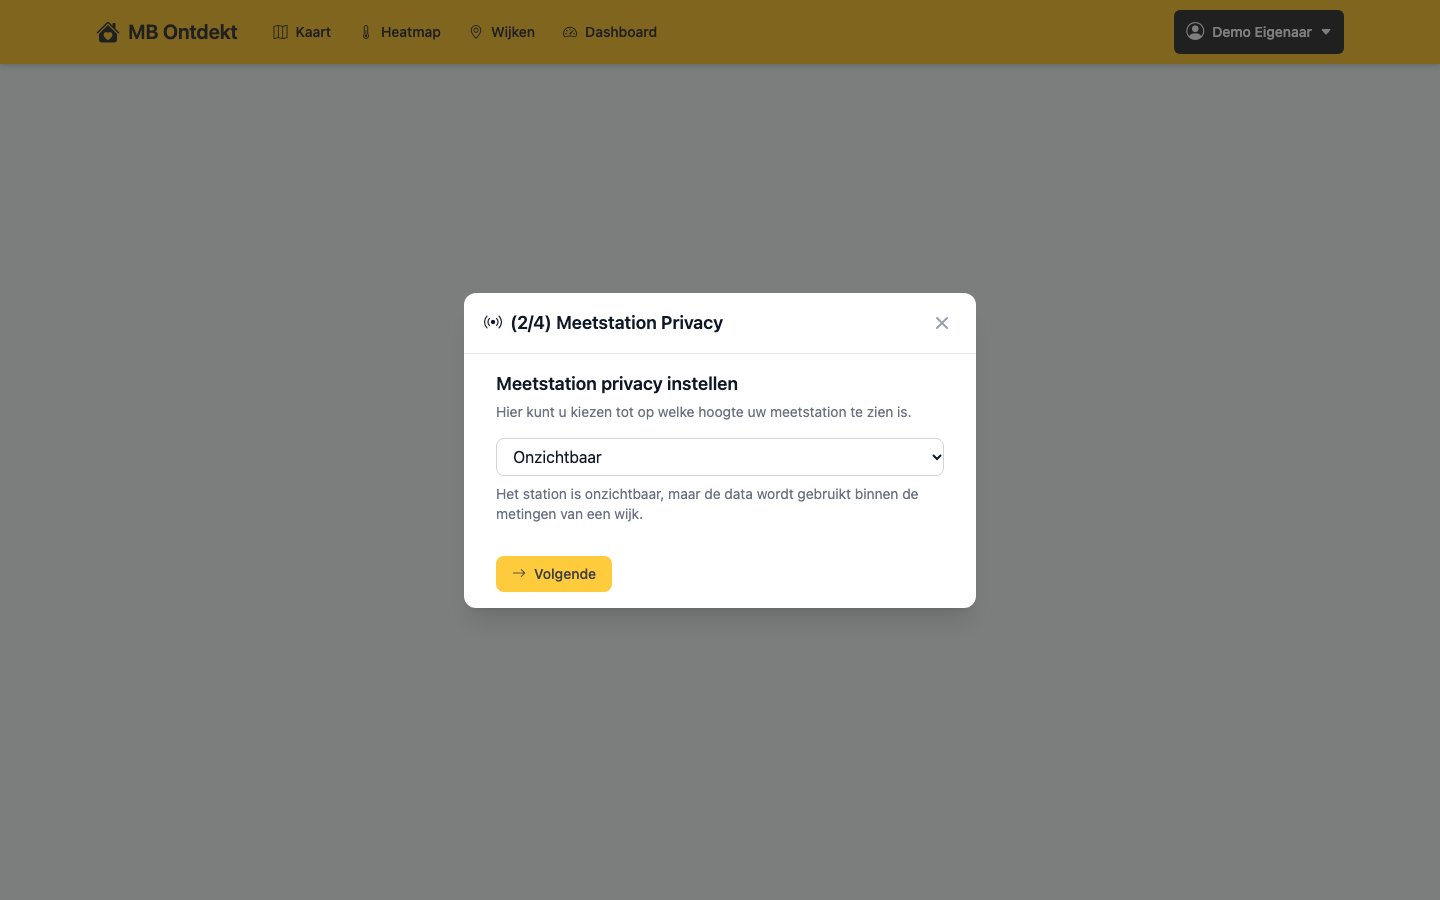 MB Ontdekt
Kaart
Heatmap
Wijken
Dashboard
Demo Eigenaar
(2/4) Meetstation Privacy
Meetstation privacy instellen
Hier kunt u kiezen tot op welke hoogte uw meetstation te zien is.
Onzichtbaar
Het station is onzichtbaar, maar de data wordt gebruikt binnen de
metingen van een wijk.
Volgende